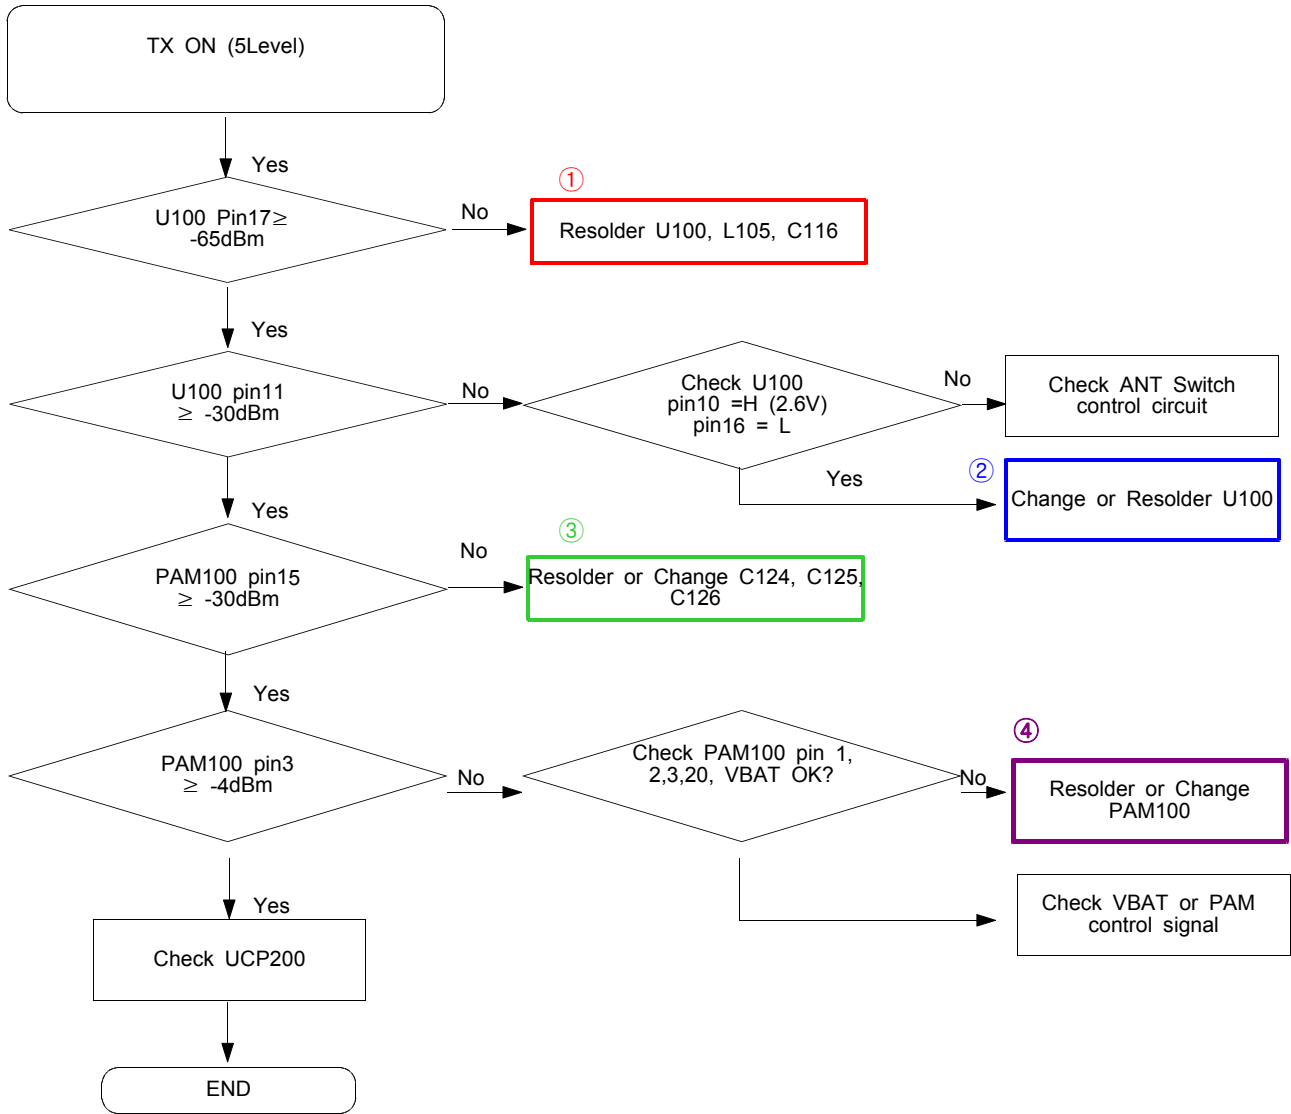 TX ON (5Level)
Yes
①
U100 Pin17≥
-65dBm
No
Resolder U100, L105, C116
Yes
U100 pin11
≥ -30dBm
No
Check U100
pin10 =H (2.6V)
pin16 = L
No
Check ANT Switch
control circuit
Yes
②
Change or Resolder U100
Yes
③
PAM100 pin15
≥ -30dBm
No
Resolder or Change C124, C125,
C126
Yes
④
PAM100 pin3
≥ -4dBm
No
Check PAM100 pin 1,
2,3,20, VBAT OK?
No
Resolder or Change
PAM100
Check VBAT or PAM
control signal
Yes
Check UCP200
END